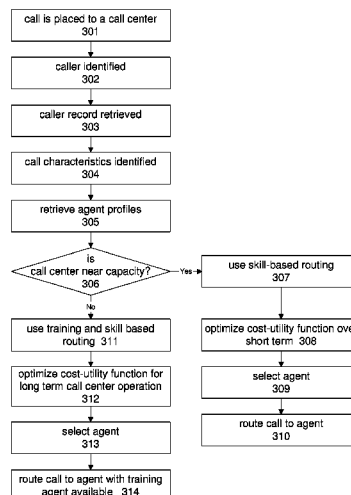 call is placed to a call center
301
caller identified
302
caller record retrieved
303
call characteristics identified
304
retrieve agent profiles
305
is
call center near capacity?
306
Yes
No
use skill-based routing
307
optimize cost-utility function over
short term 308
select agent
309
route call to agent
310
use training and skill based
routing 311
optimize cost-utility function for
long term call center operation
312
select agent
313
route call to agent with training
agent available 314